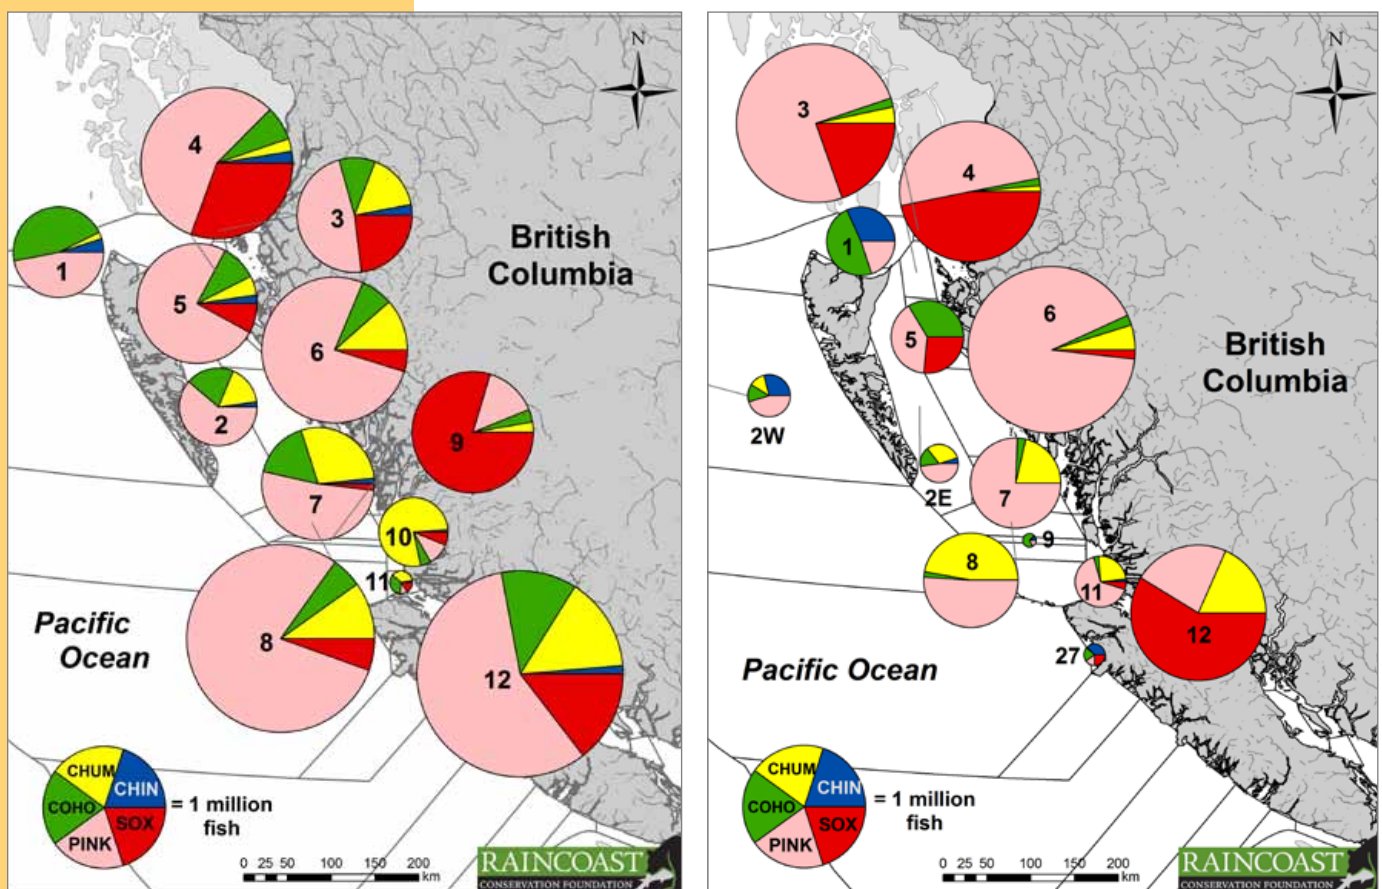 N
4
3
British
Columbia
1
5
6
2
9
7
10
11
Pacific
Ocean
8
12
CHUM
CHIN
COHO
SOX
PINK
= 1 million
fish
0 25 50 100 150 200
km
RAINCOAST
CONSERVATION FOUNDATION
N
3
4
1
6
5
British
Columbia
2W
2E
7
9
8
11
12
27
Pacific Ocean
CHUM
CHIN
COHO
SOX
PINK
= 1 million
fish
0 25 50 100 150 200
km
RAINCOAST
CONSERVATION FOUNDATION